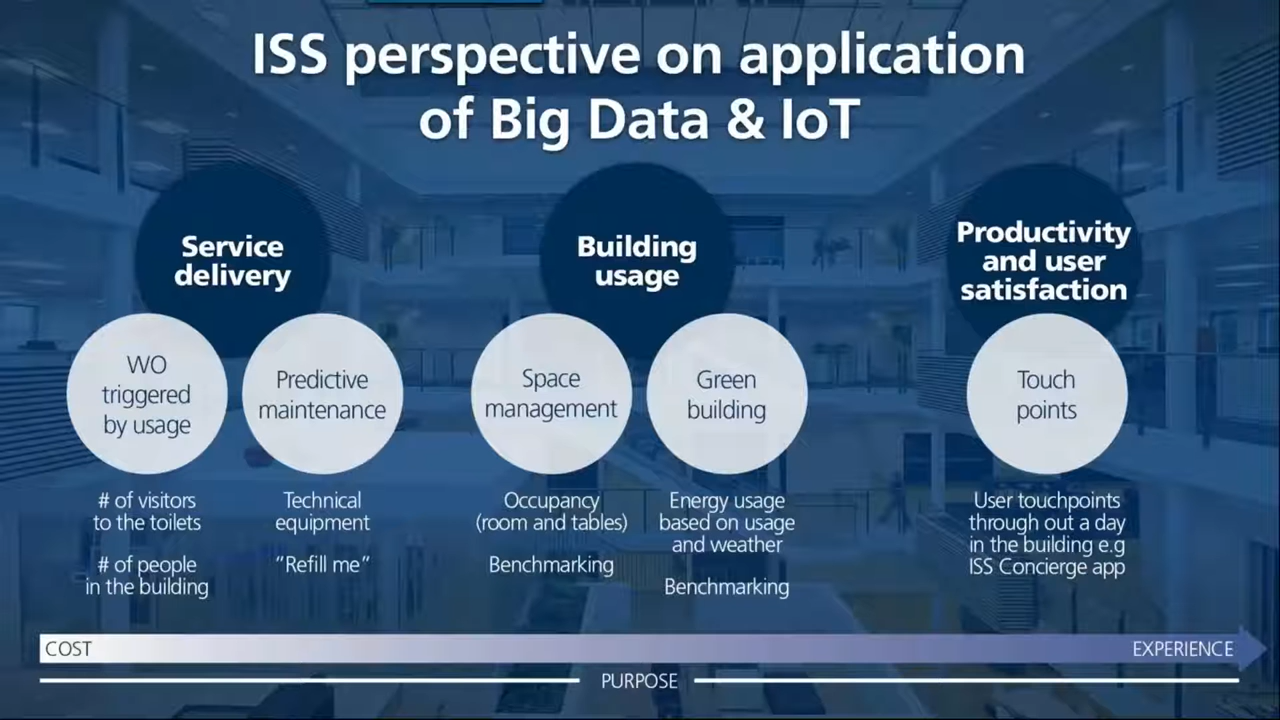 ISS perspective on application
of Big Data & IoT
Service
delivery
WO
triggered
by usage
Predictive
maintenance
# of visitors
to the toilets
# of people
in the building
Technical
equipment
“Refill me”
Building
usage
Space
management
Green
building
Occupancy
(room and tables)
Benchmarking
Energy usage
based on usage
and weather
Benchmarking
Productivity
and user
satisfaction
Touch
points
User touchpoints
through out a day
in the building e.g
ISS Concierge app
COST
EXPERIENCE
PURPOSE